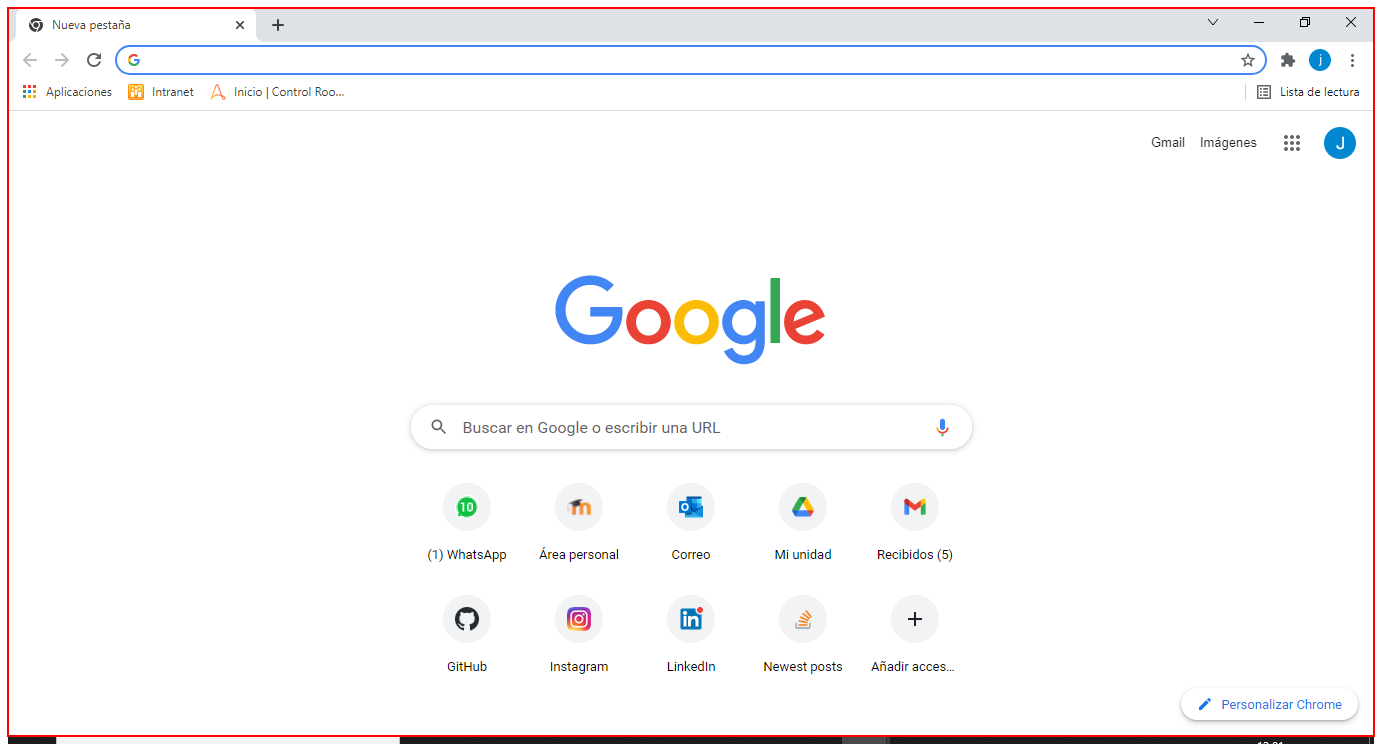 Nueva pestaña
Aplicaciones
Intranet
Inicio | Control Roo...
Lista de lectura
j
Gmail
Imágenes
J
Google
Buscar en Google o escribir una URL
10
(1) WhatsApp
Área personal
Correo
Mi unidad
Recibidos (5)
GitHub
Instagram
LinkedIn
Newest posts
Añadir acces...
Personalizar Chrome